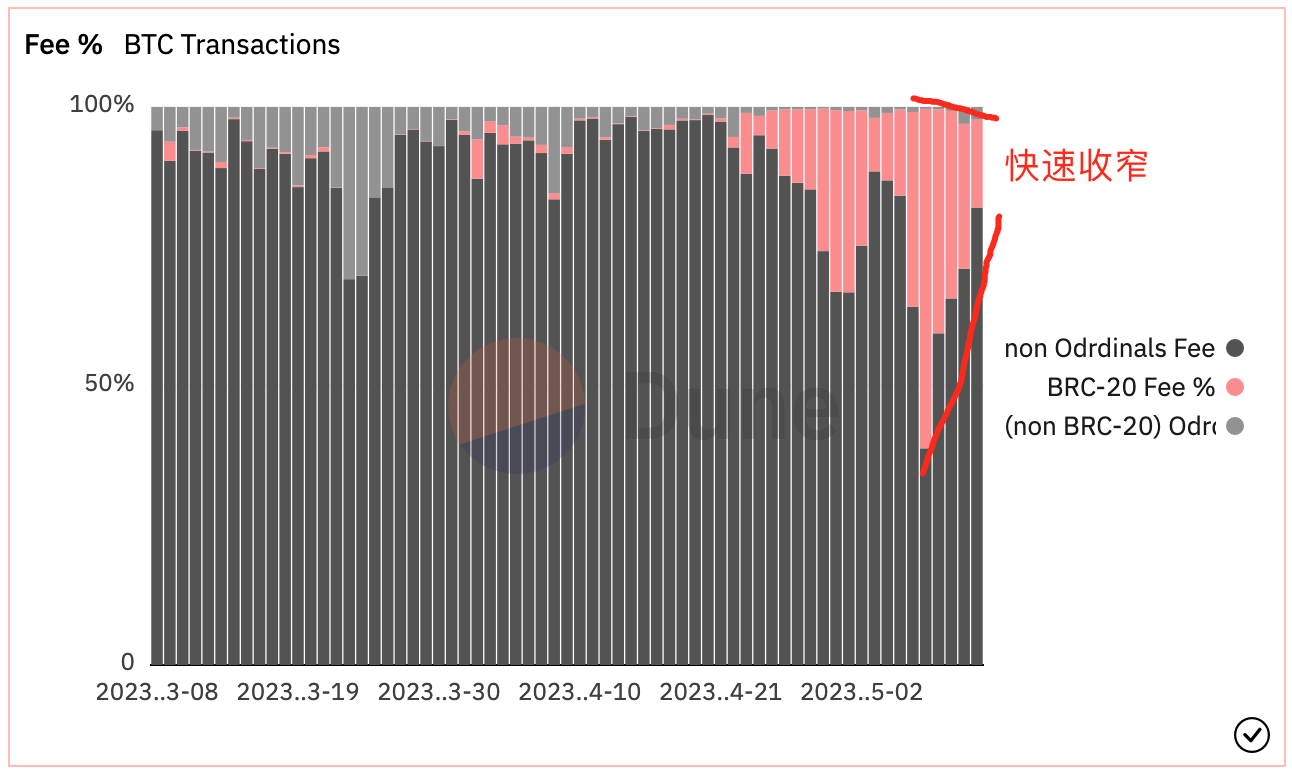 Fee % BTC Transactions
100%
快速收窄
non Odrdinals Fee
50%
BRC-20 Fee %
Dune
(non BRC-20) Odr
0
2023..3-08 2023..3-19 2023..3-30 2023..4-10 2023..4-21 2023..5-02